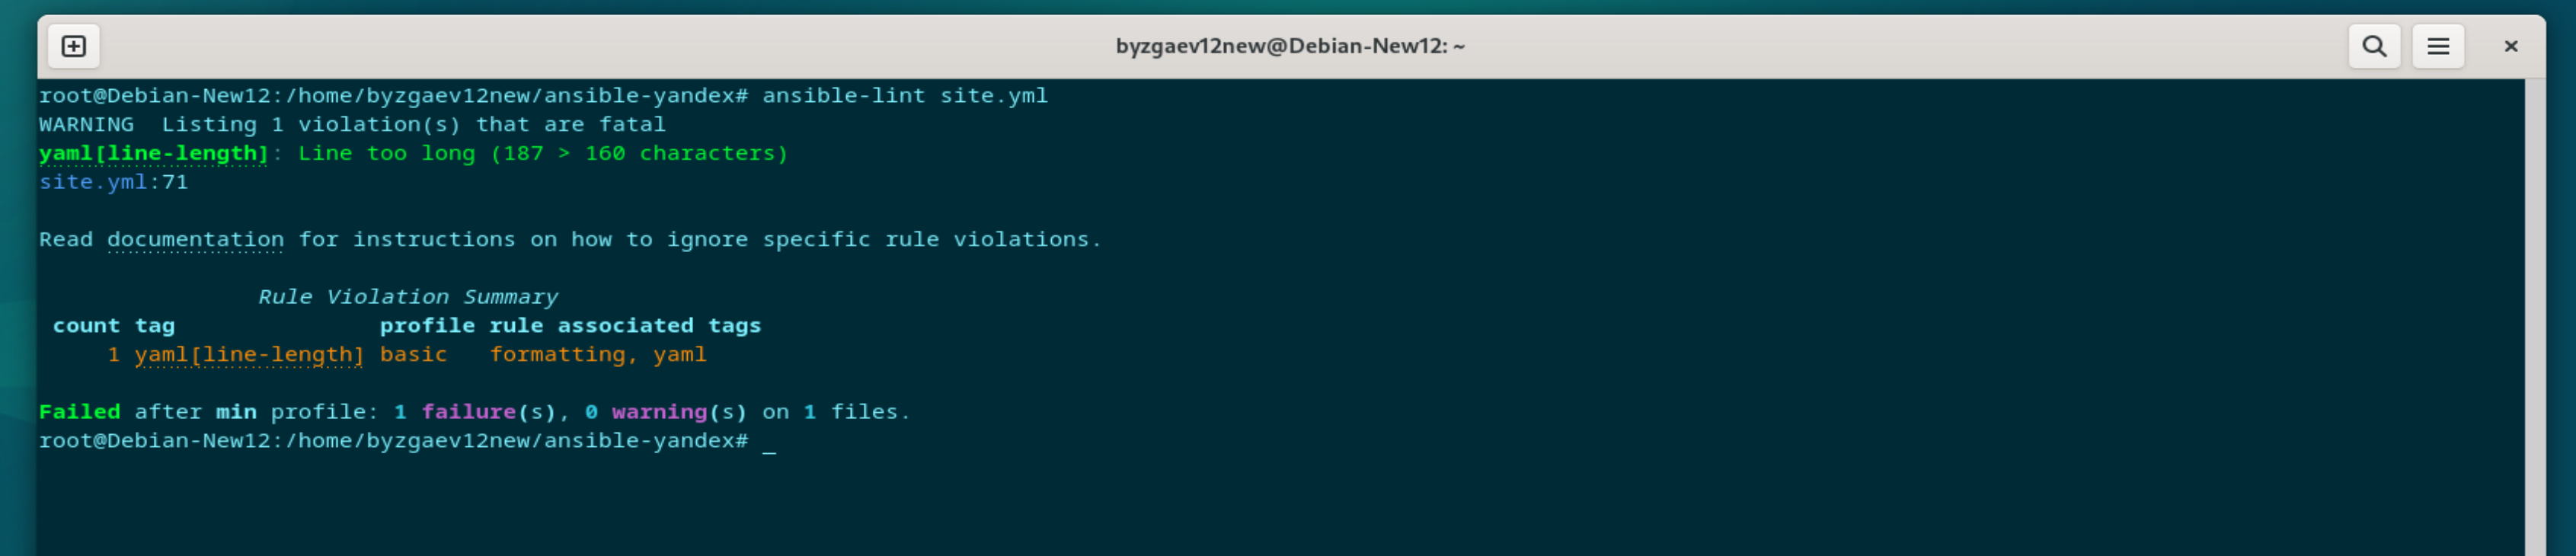 byzgaev12new@Debian-New12: ~
root@Debian-New12:/home/byzgaev12new/ansible-yandex# ansible-lint site.yml
WARNING  Listing 1 violation(s) that are fatal
yaml[line-length]: Line too long (187 > 160 characters)
site.yml:71
Read documentation for instructions on how to ignore specific rule violations.
Rule Violation Summary
count tag               profile rule associated tags
1 yaml[line-length] basic   formatting, yaml
Failed after min profile: 1 failure(s), 0 warning(s) on 1 files.
root@Debian-New12:/home/byzgaev12new/ansible-yandex# _